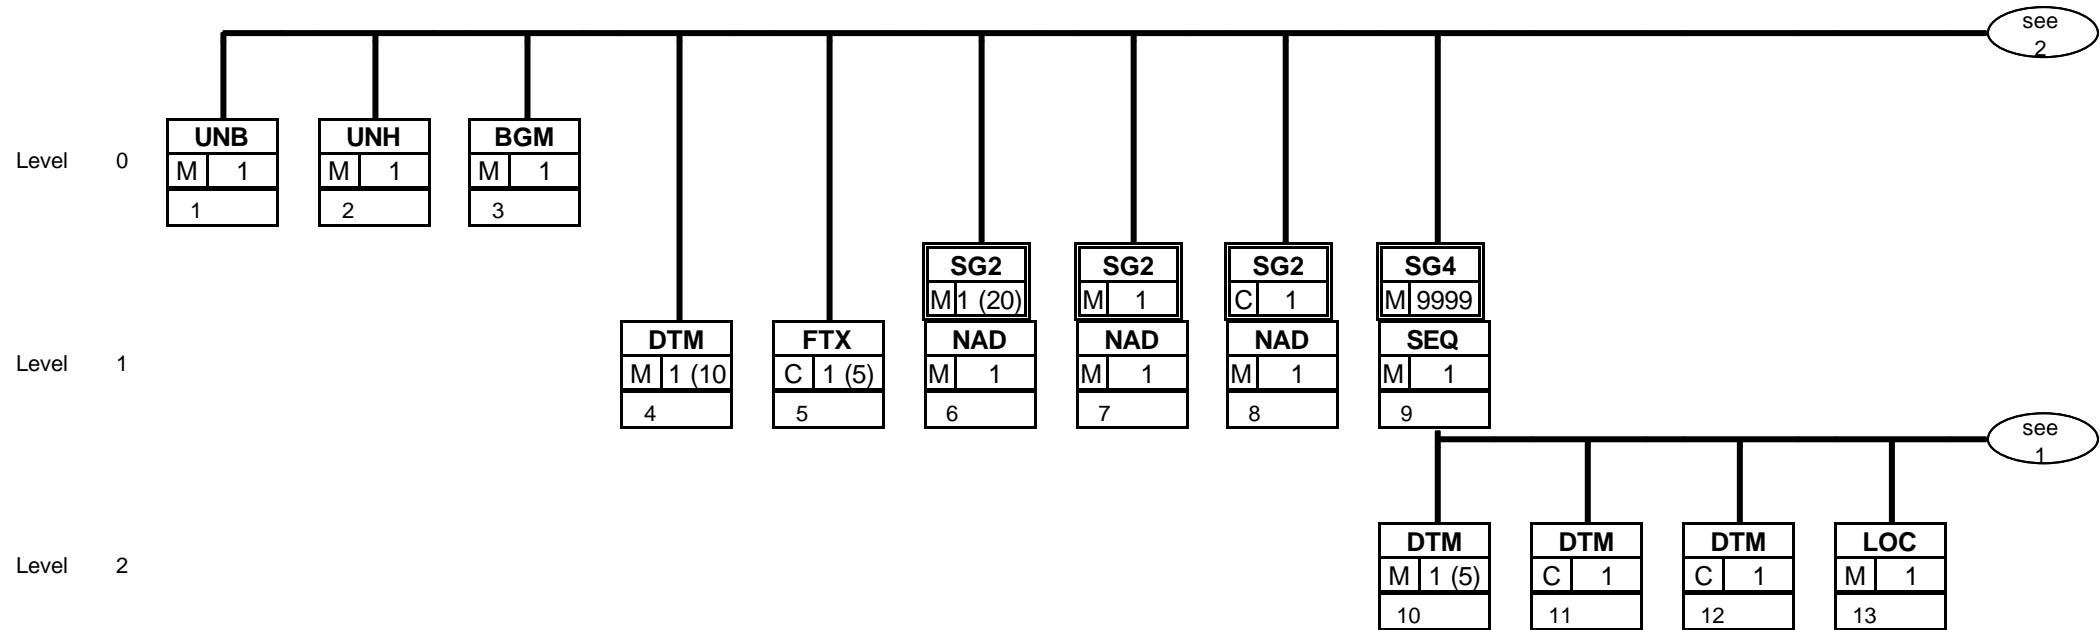 see
2
UNB UNH BGM
Level 0 M 1 M 1 M 1
1 2 3
SG2 SG2 SG2 SG4
M 1 (20) M 1 C 1 M 9999
DTM FTX NAD NAD NAD SEQ
Level 1 M 1 (10 C 1 (5) M 1 M 1 M 1 M 1
4 5 6 7 8 9
see
1
DTM DTM DTM LOC
Level 2 M 1 (5) C 1 C 1 M 1
10 11 12 13